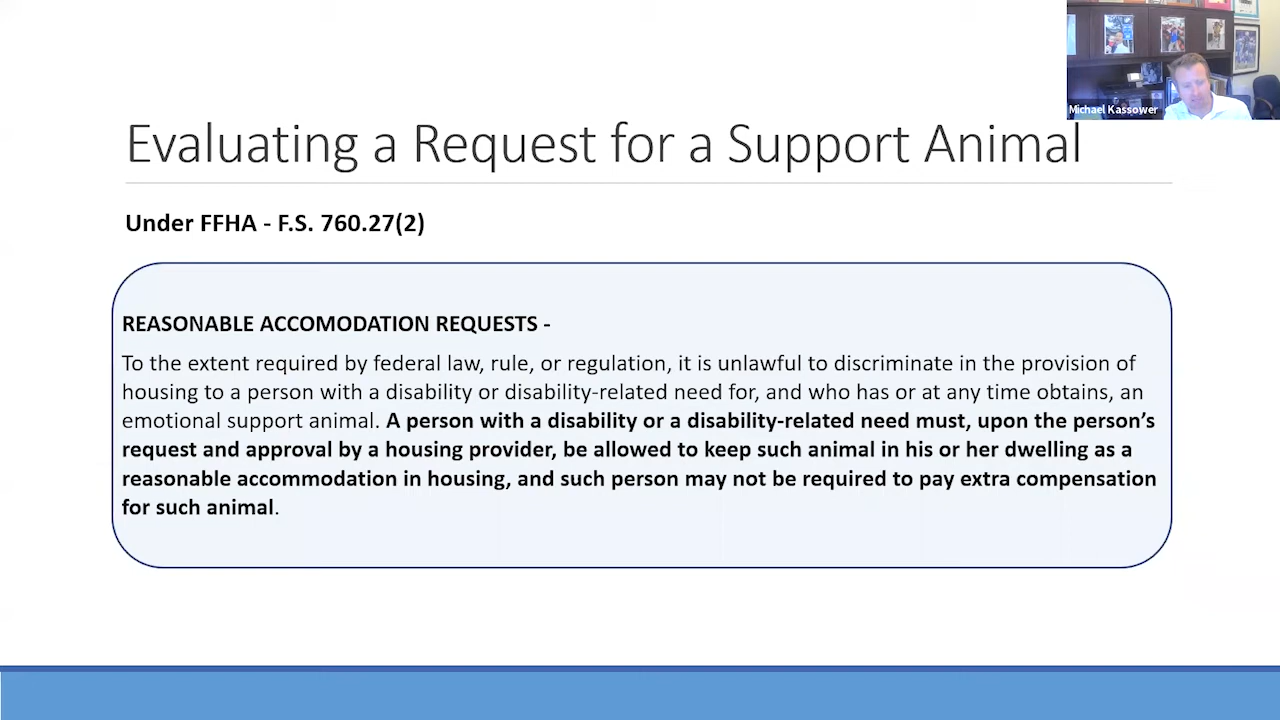 Michael Kassower
Evaluating a Request for a Support Animal
Under FFHA - F.S. 760.27(2)
REASONABLE ACCOMODATION REQUESTS -
To the extent required by federal law, rule, or regulation, it is unlawful to discriminate in the provision of
housing to a person with a disability or disability-related need for, and who has or at any time obtains, an
emotional support animal. A person with a disability or a disability-related need must, upon the person’s
request and approval by a housing provider, be allowed to keep such animal in his or her dwelling as a
reasonable accommodation in housing, and such person may not be required to pay extra compensation
for such animal.